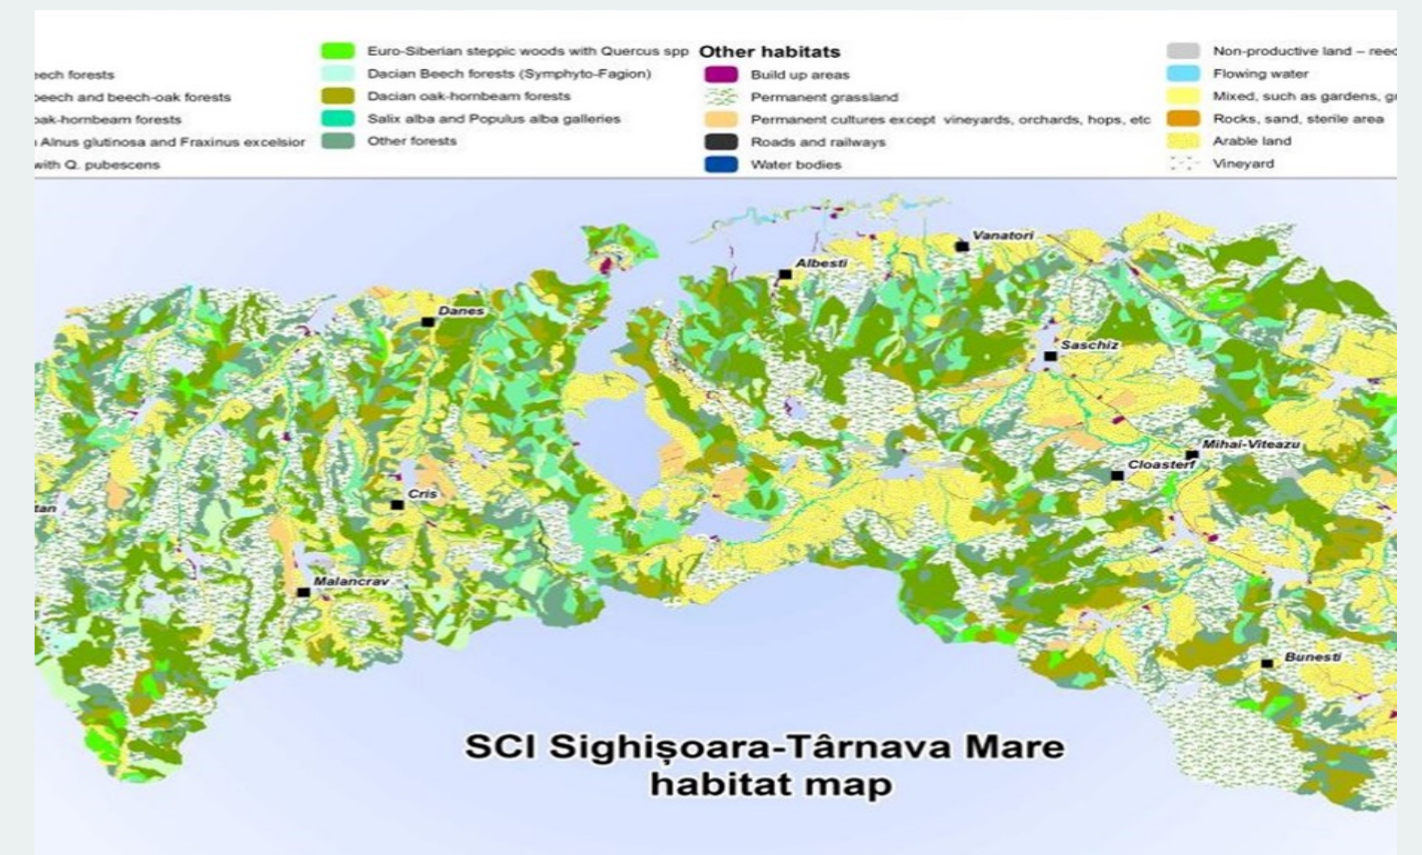 eech forests
beech and beech-oak forests
oak-hornbeam forests
Alnus glutinosa and Fraxinus excelsior
with Q. pubescens
Euro-Siberian steppic woods with Quercus spp
Dacian Beech forests (Symphyto-Fagion)
Dacian oak-hornbeam forests
Salix alba and Populus alba galleries
Other forests
Other habitats
Build up areas
Permanent grassland
Permanent cultures except vineyards, orchards, hops, etc
Roads and railways
Water bodies
Non-productive land – reed
Flowing water
Mixed, such as gardens, g
Rocks, sand, sterile area
Arable land
Vineyard
Vanatori
Albesti
Danes
Saschiz
Mihai-Viteazu
Cloasterf
Cris
tan
Malancrav
Bunesti
SCI Sighișoara-Târnava Mare
habitat map